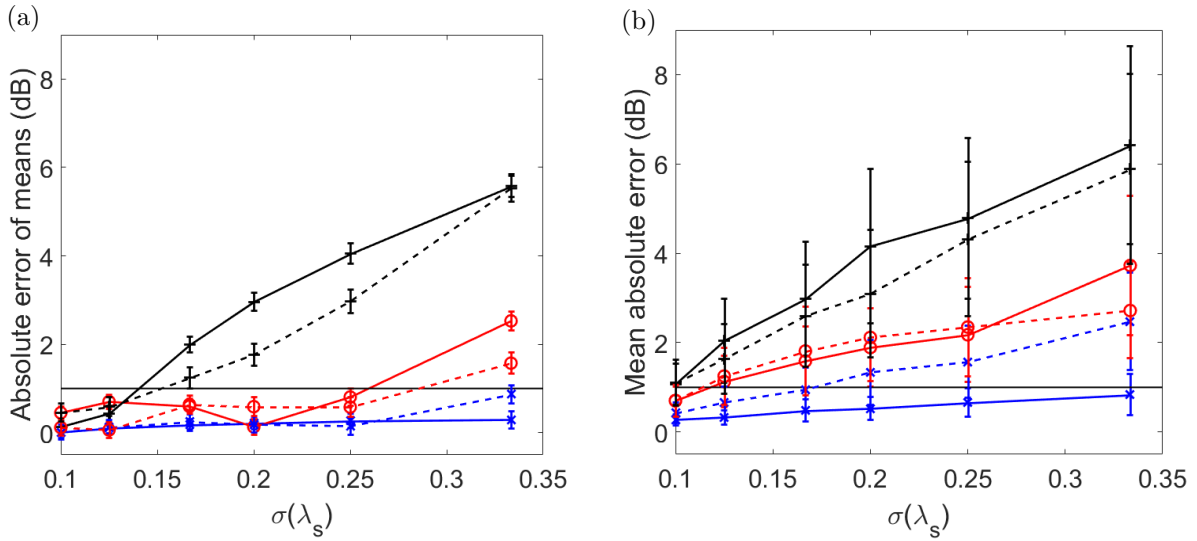 (a)
Absolute error of means (dB)
8
6
4
2
0
0.1 0.15 0.2 0.25 0.3 0.35
σ(λs)
(b)
Mean absolute error (dB)
8
6
4
2
0
0.1 0.15 0.2 0.25 0.3 0.35
σ(λs)